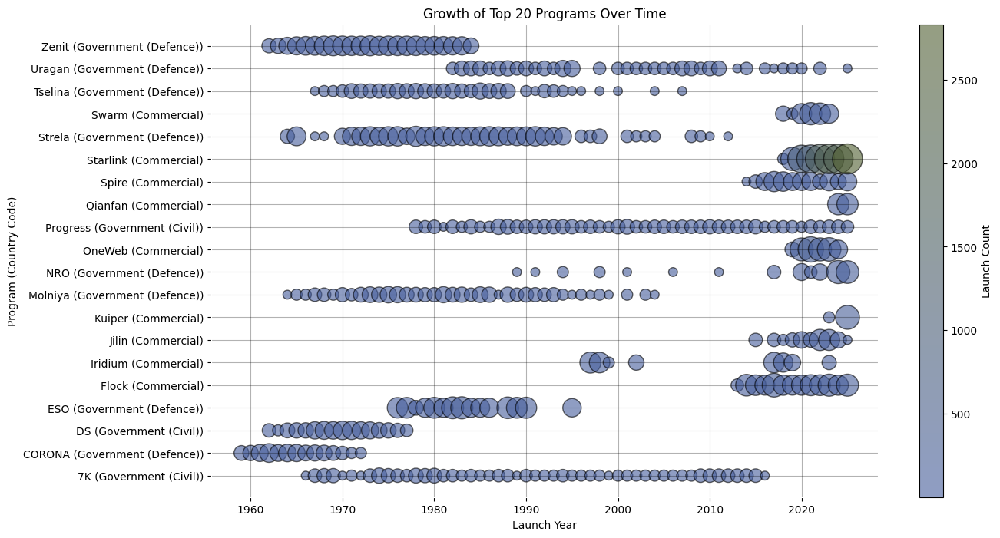 Growth of Top 20 Programs Over Time
Zenit (Government (Defence))
Uragan (Government (Defence))
Tselina (Government (Defence))
Swarm (Commercial)
Strela (Government (Defence))
Starlink (Commercial)
Spire (Commercial)
Qianfan (Commercial)
Progress (Government (Civil))
OneWeb (Commercial)
NRO (Government (Defence))
Molniya (Government (Defence))
Kuiper (Commercial)
Jilin (Commercial)
Iridium (Commercial)
Flock (Commercial)
ESO (Government (Defence))
DS (Government (Civil))
CORONA (Government (Defence))
7K (Government (Civil))
Program (Country Code)
1960 1970 1980 1990 2000 2010 2020
Launch Year
2500
2000
1500
1000
500
Launch Count